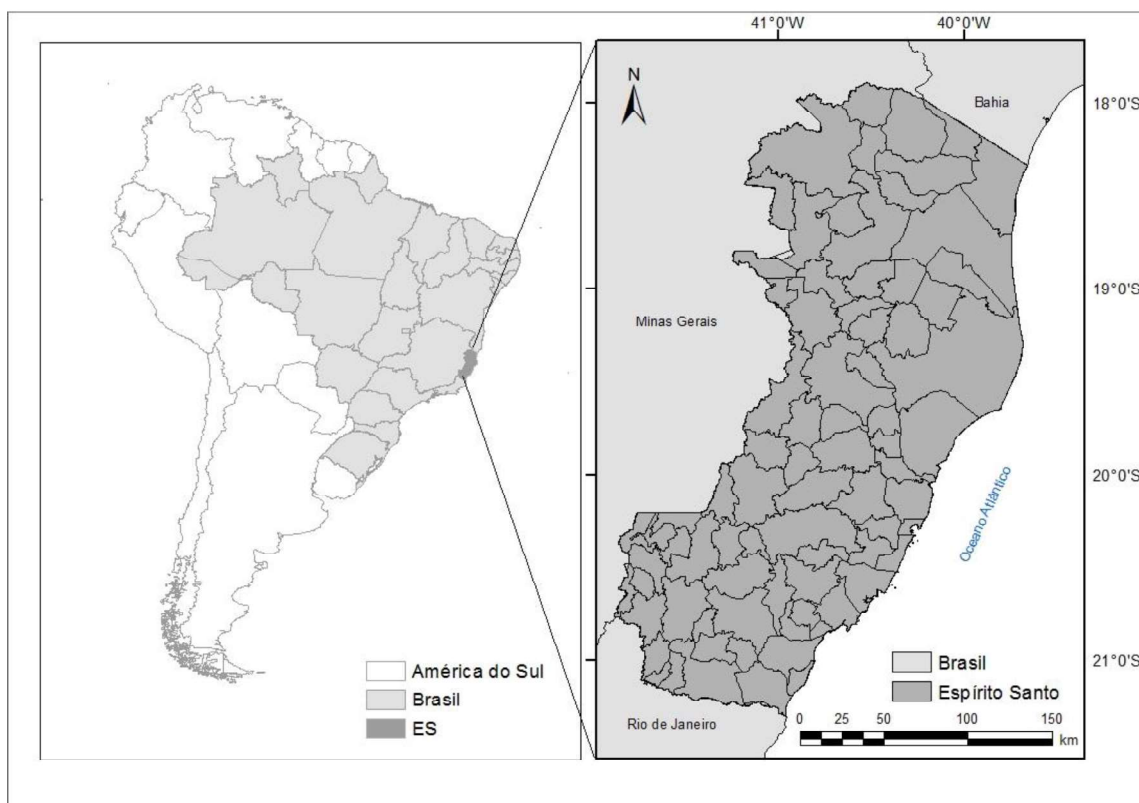 América do Sul
Brasil
ES
41°0'W 40°0'W
N
Bahia
18°0'S
Minas Gerais
19°0'S
20°0'S
Oceano Atlântico
21°0'S
Brasil
Espírito Santo
Rio de Janeiro
0 25 50 100 150
km